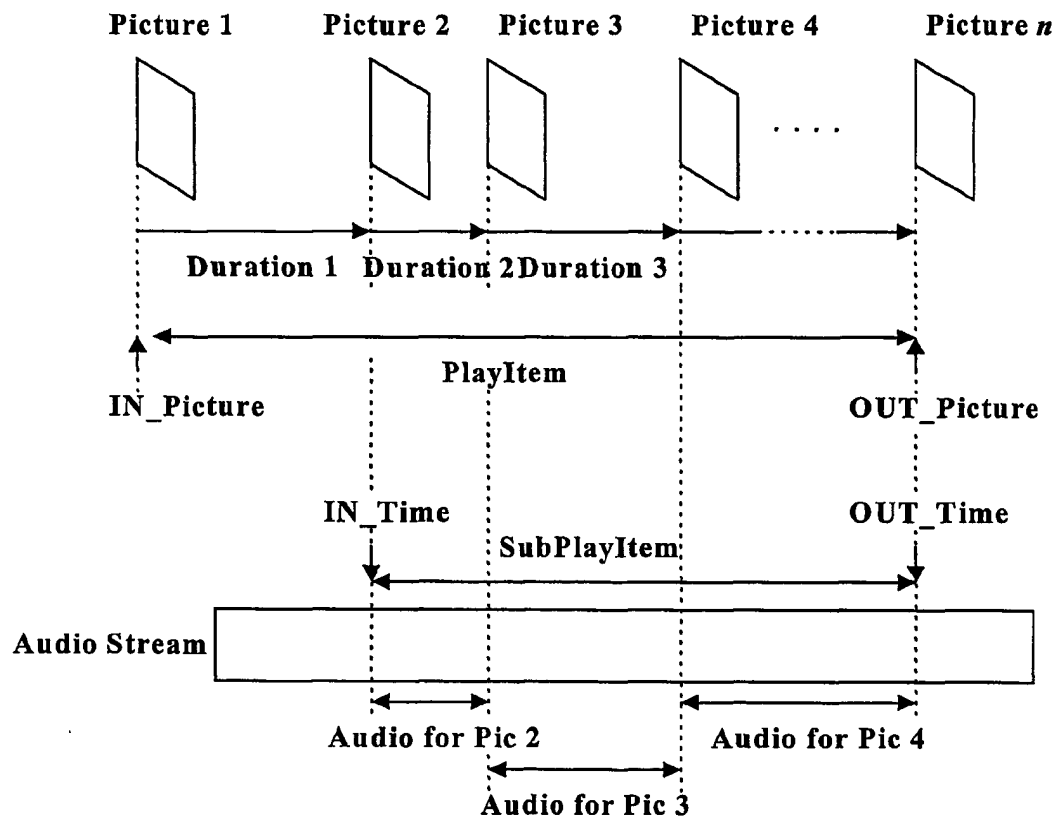 Picture 1 Picture 2 Picture 3 Picture 4 Picture n
Duration 1 Duration 2 Duration 3
PlayItem
IN_Picture OUT_Picture
IN_Time OUT_Time
SubPlayItem
Audio Stream
Audio for Pic 2 Audio for Pic 4
Audio for Pic 3